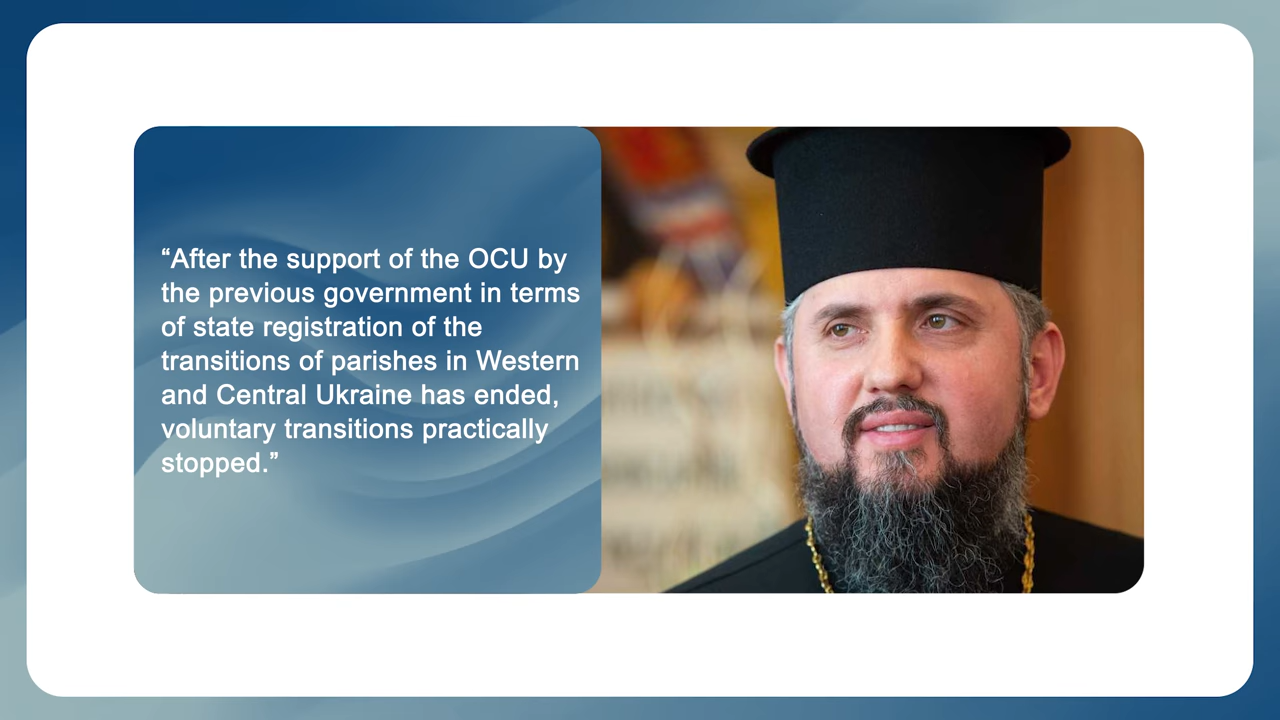 “After the support of the OCU by
the previous government in terms
of state registration of the
transitions of parishes in Western
and Central Ukraine has ended,
voluntary transitions practically
stopped.”